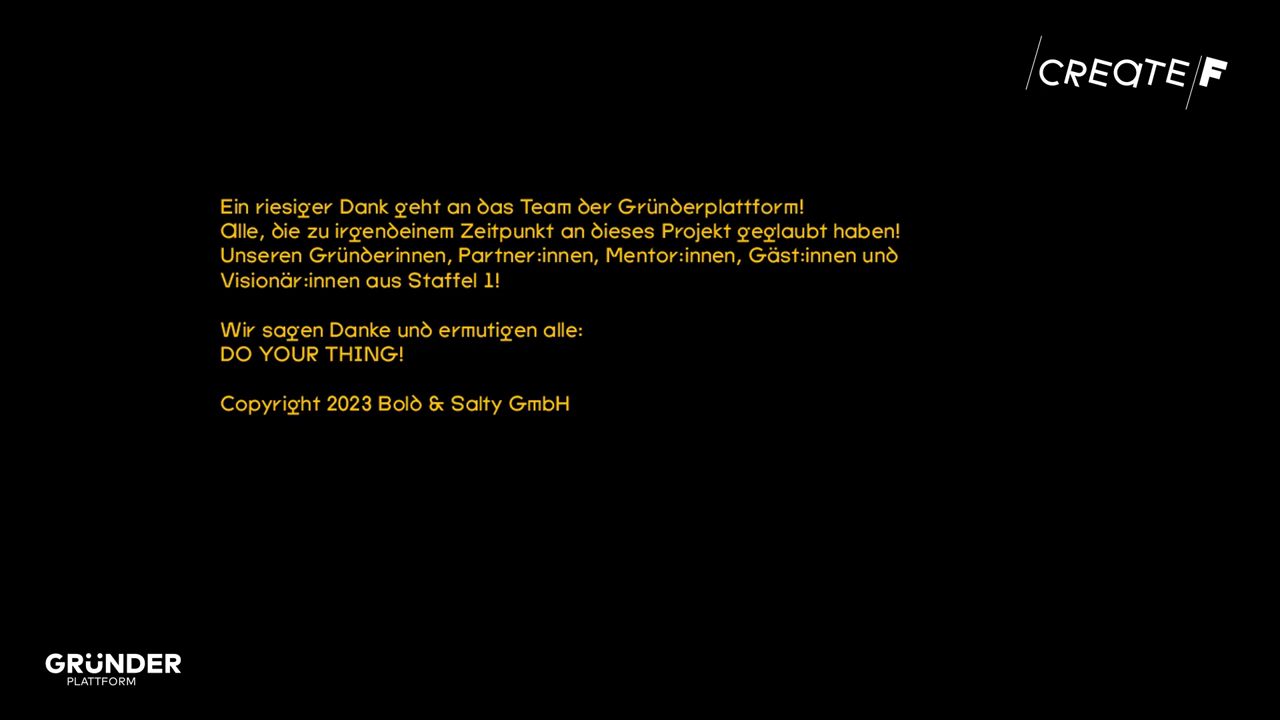 CREATE/F
Ein riesiger Dank geht an das Team der Gründerplattform!
Alle, die zu irgendeinem Zeitpunkt an dieses Projekt geglaubt haben!
Unseren Gründerinnen, Partner:innen, Mentor:innen, Gäst:innen und
Visionär:innen aus Staffel 1!
Wir sagen Danke und ermutigen alle:
DO YOUR THING!
Copyright 2023 Bold & Salty GmbH
GRÜNDER
PLATTFORM